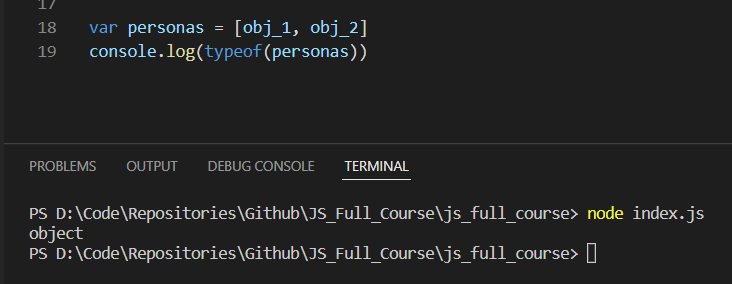 17
18 var personas = [obj_1, obj_2]
19 console.log(typeof(personas))
PROBLEMS OUTPUT DEBUG CONSOLE TERMINAL
PS D:\Code\Repositories\Github\JS_Full_Course\js_full_course> node index.js
object
PS D:\Code\Repositories\Github\JS_Full_Course\js_full_course>